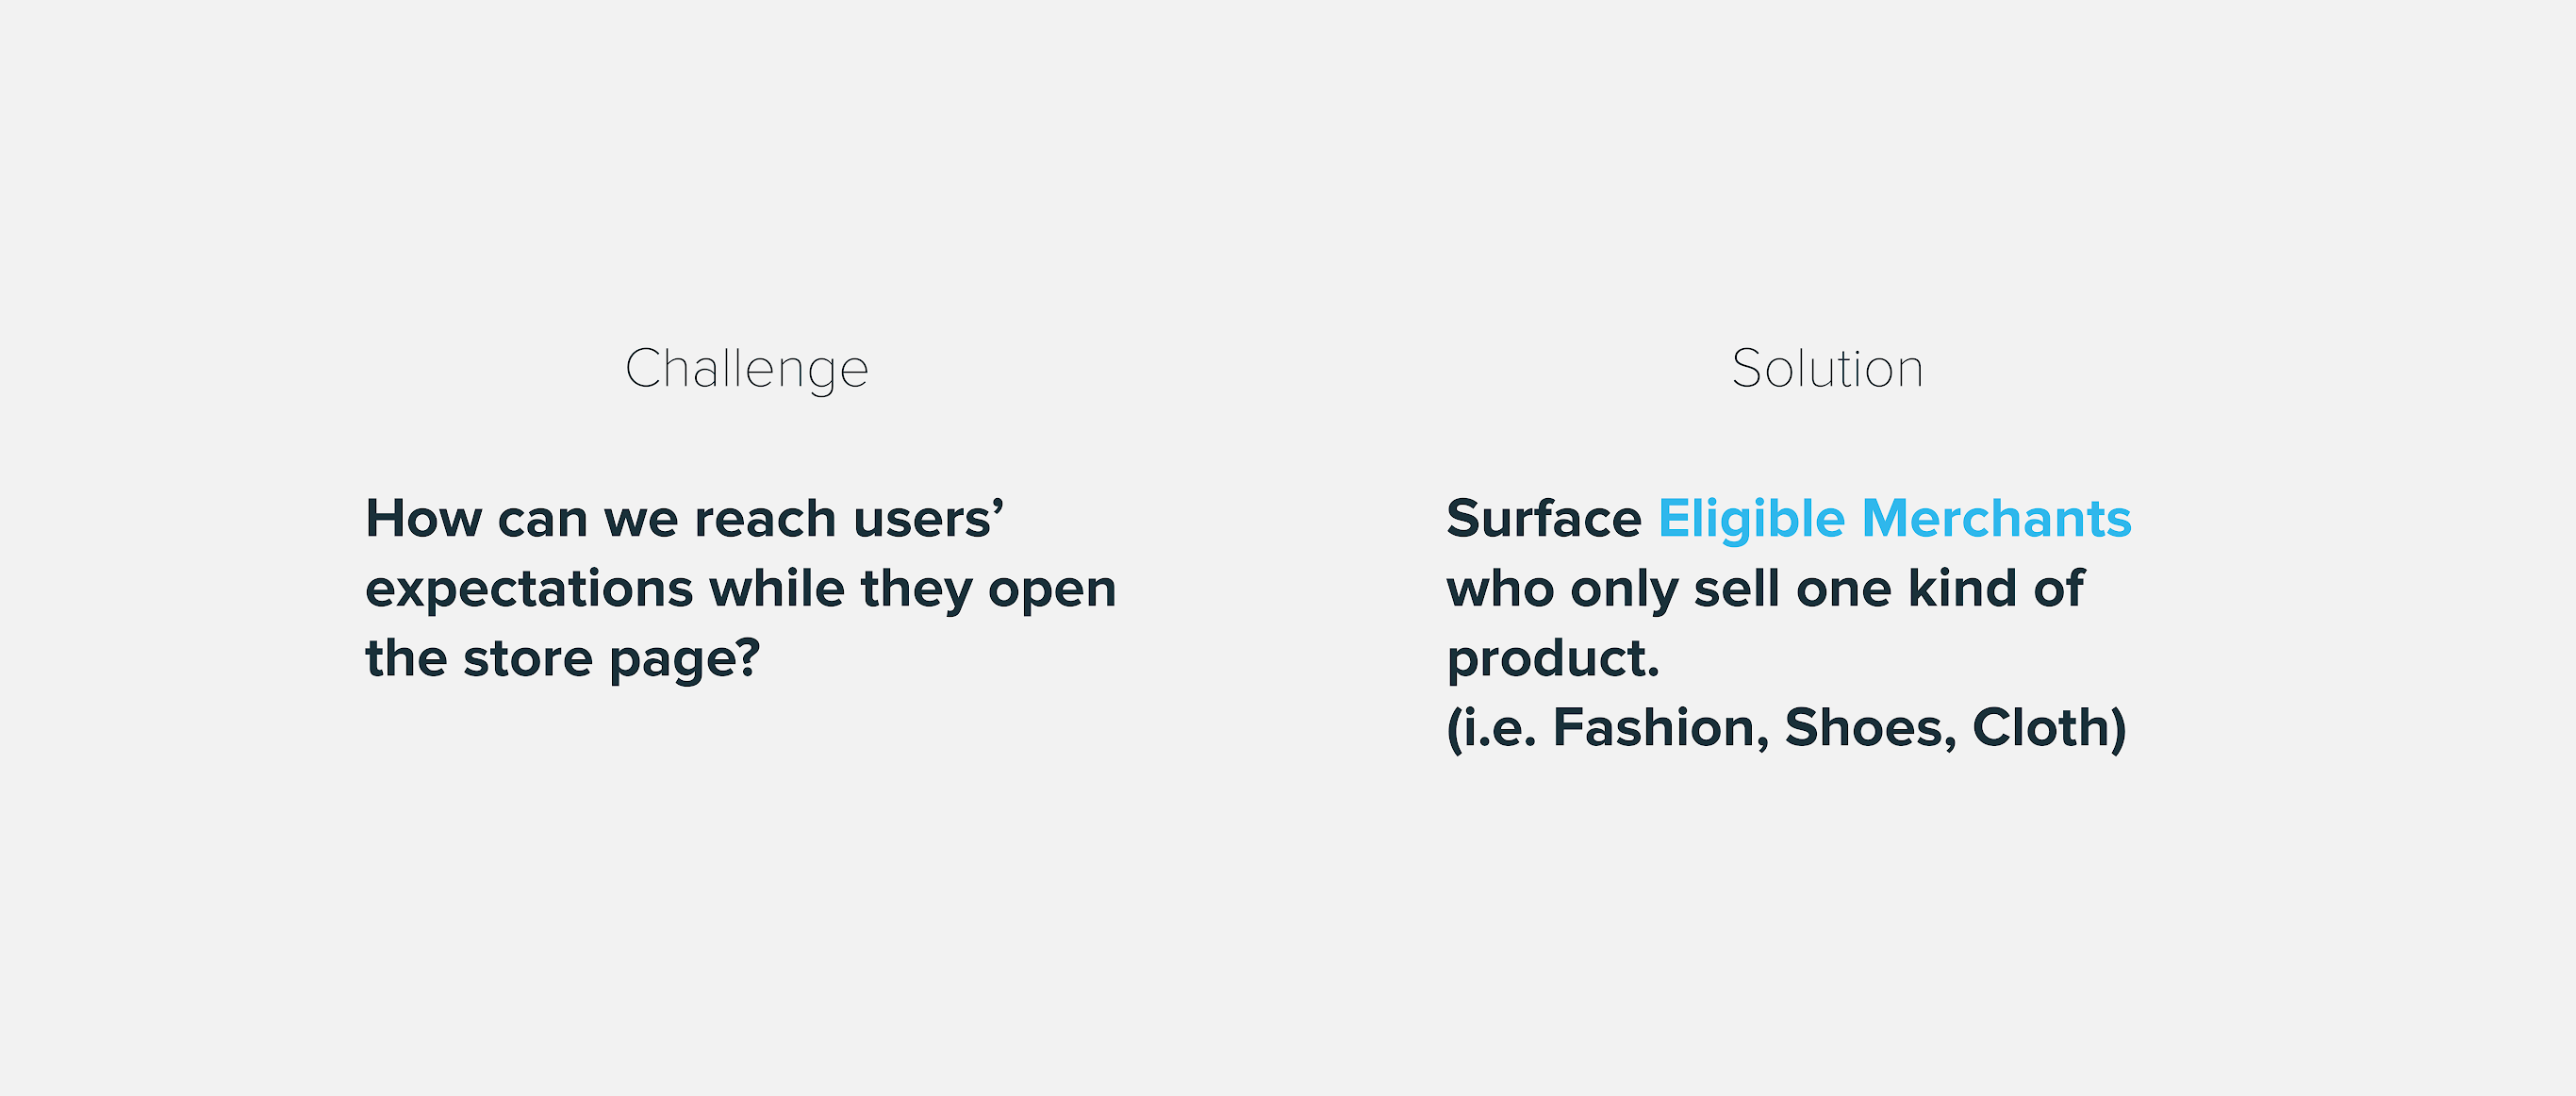 Challenge
How can we reach users’
expectations while they open
the store page?
Solution
Surface Eligible Merchants
who only sell one kind of
product.
(i.e. Fashion, Shoes, Cloth)